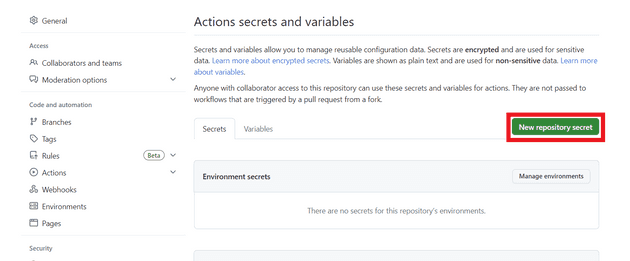 General
Access
Collaborators and teams
Moderation options
Code and automation
Branches
Tags
Rules Beta
Actions
Webhooks
Environments
Pages
Security
Actions secrets and variables
Secrets and variables allow you to manage reusable configuration data. Secrets are encrypted and are used for sensitive
data. Learn more about encrypted secrets. Variables are shown as plain text and are used for non-sensitive data. Learn more
about variables.
Anyone with collaborator access to this repository can use these secrets and variables for actions. They are not passed to
workflows that are triggered by a pull request from a fork.
Secrets Variables New repository secret
Environment secrets Manage environments
There are no secrets for this repository's environments.